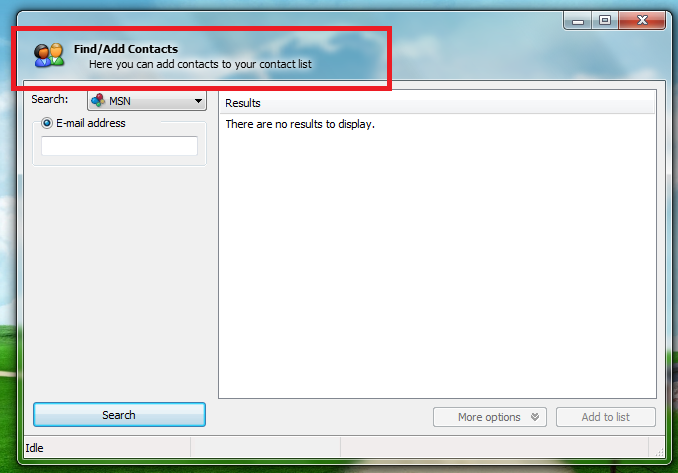 Find/Add Contacts
Here you can add contacts to your contact list
Search:
MSN
E-mail address
Results
There are no results to display.
Search
More options
Add to list
Idle